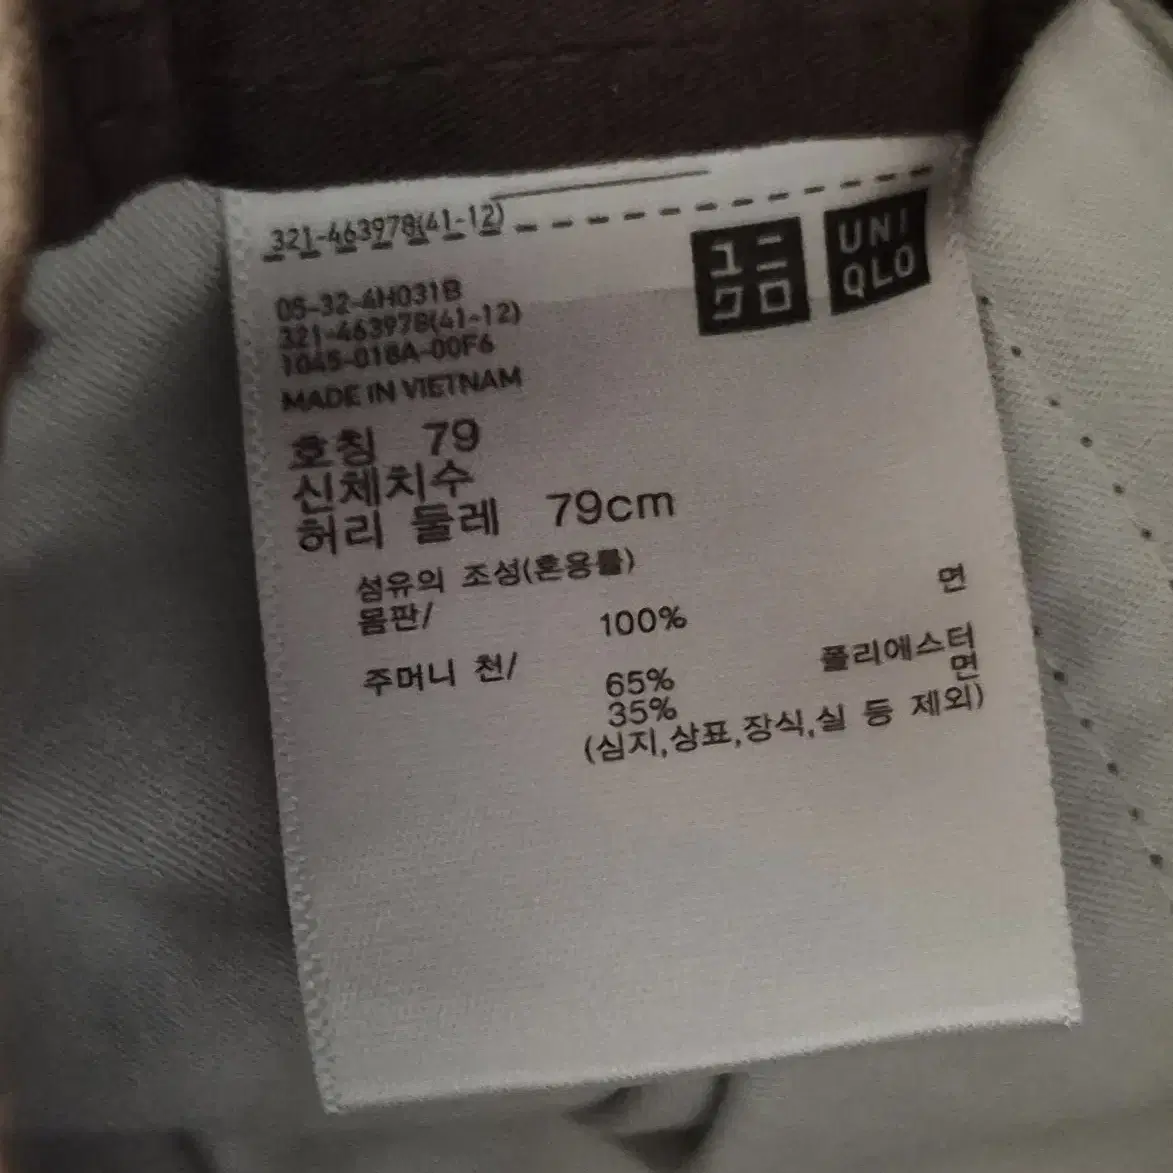 321-463978(41-12)
ユニ
クロ
UNI
QLO
05-32-4H031B
321-463978(41-12)
1045-018A-00F6
MADE IN VIETNAM
호칭 79
신체치수
허리 둘레 79cm
섬유의 조성(혼용률)
몸판/ 100% 면
주머니 천/ 65% 폴리에스터
35% 면
(심지,상표,장식,실 등 제외)